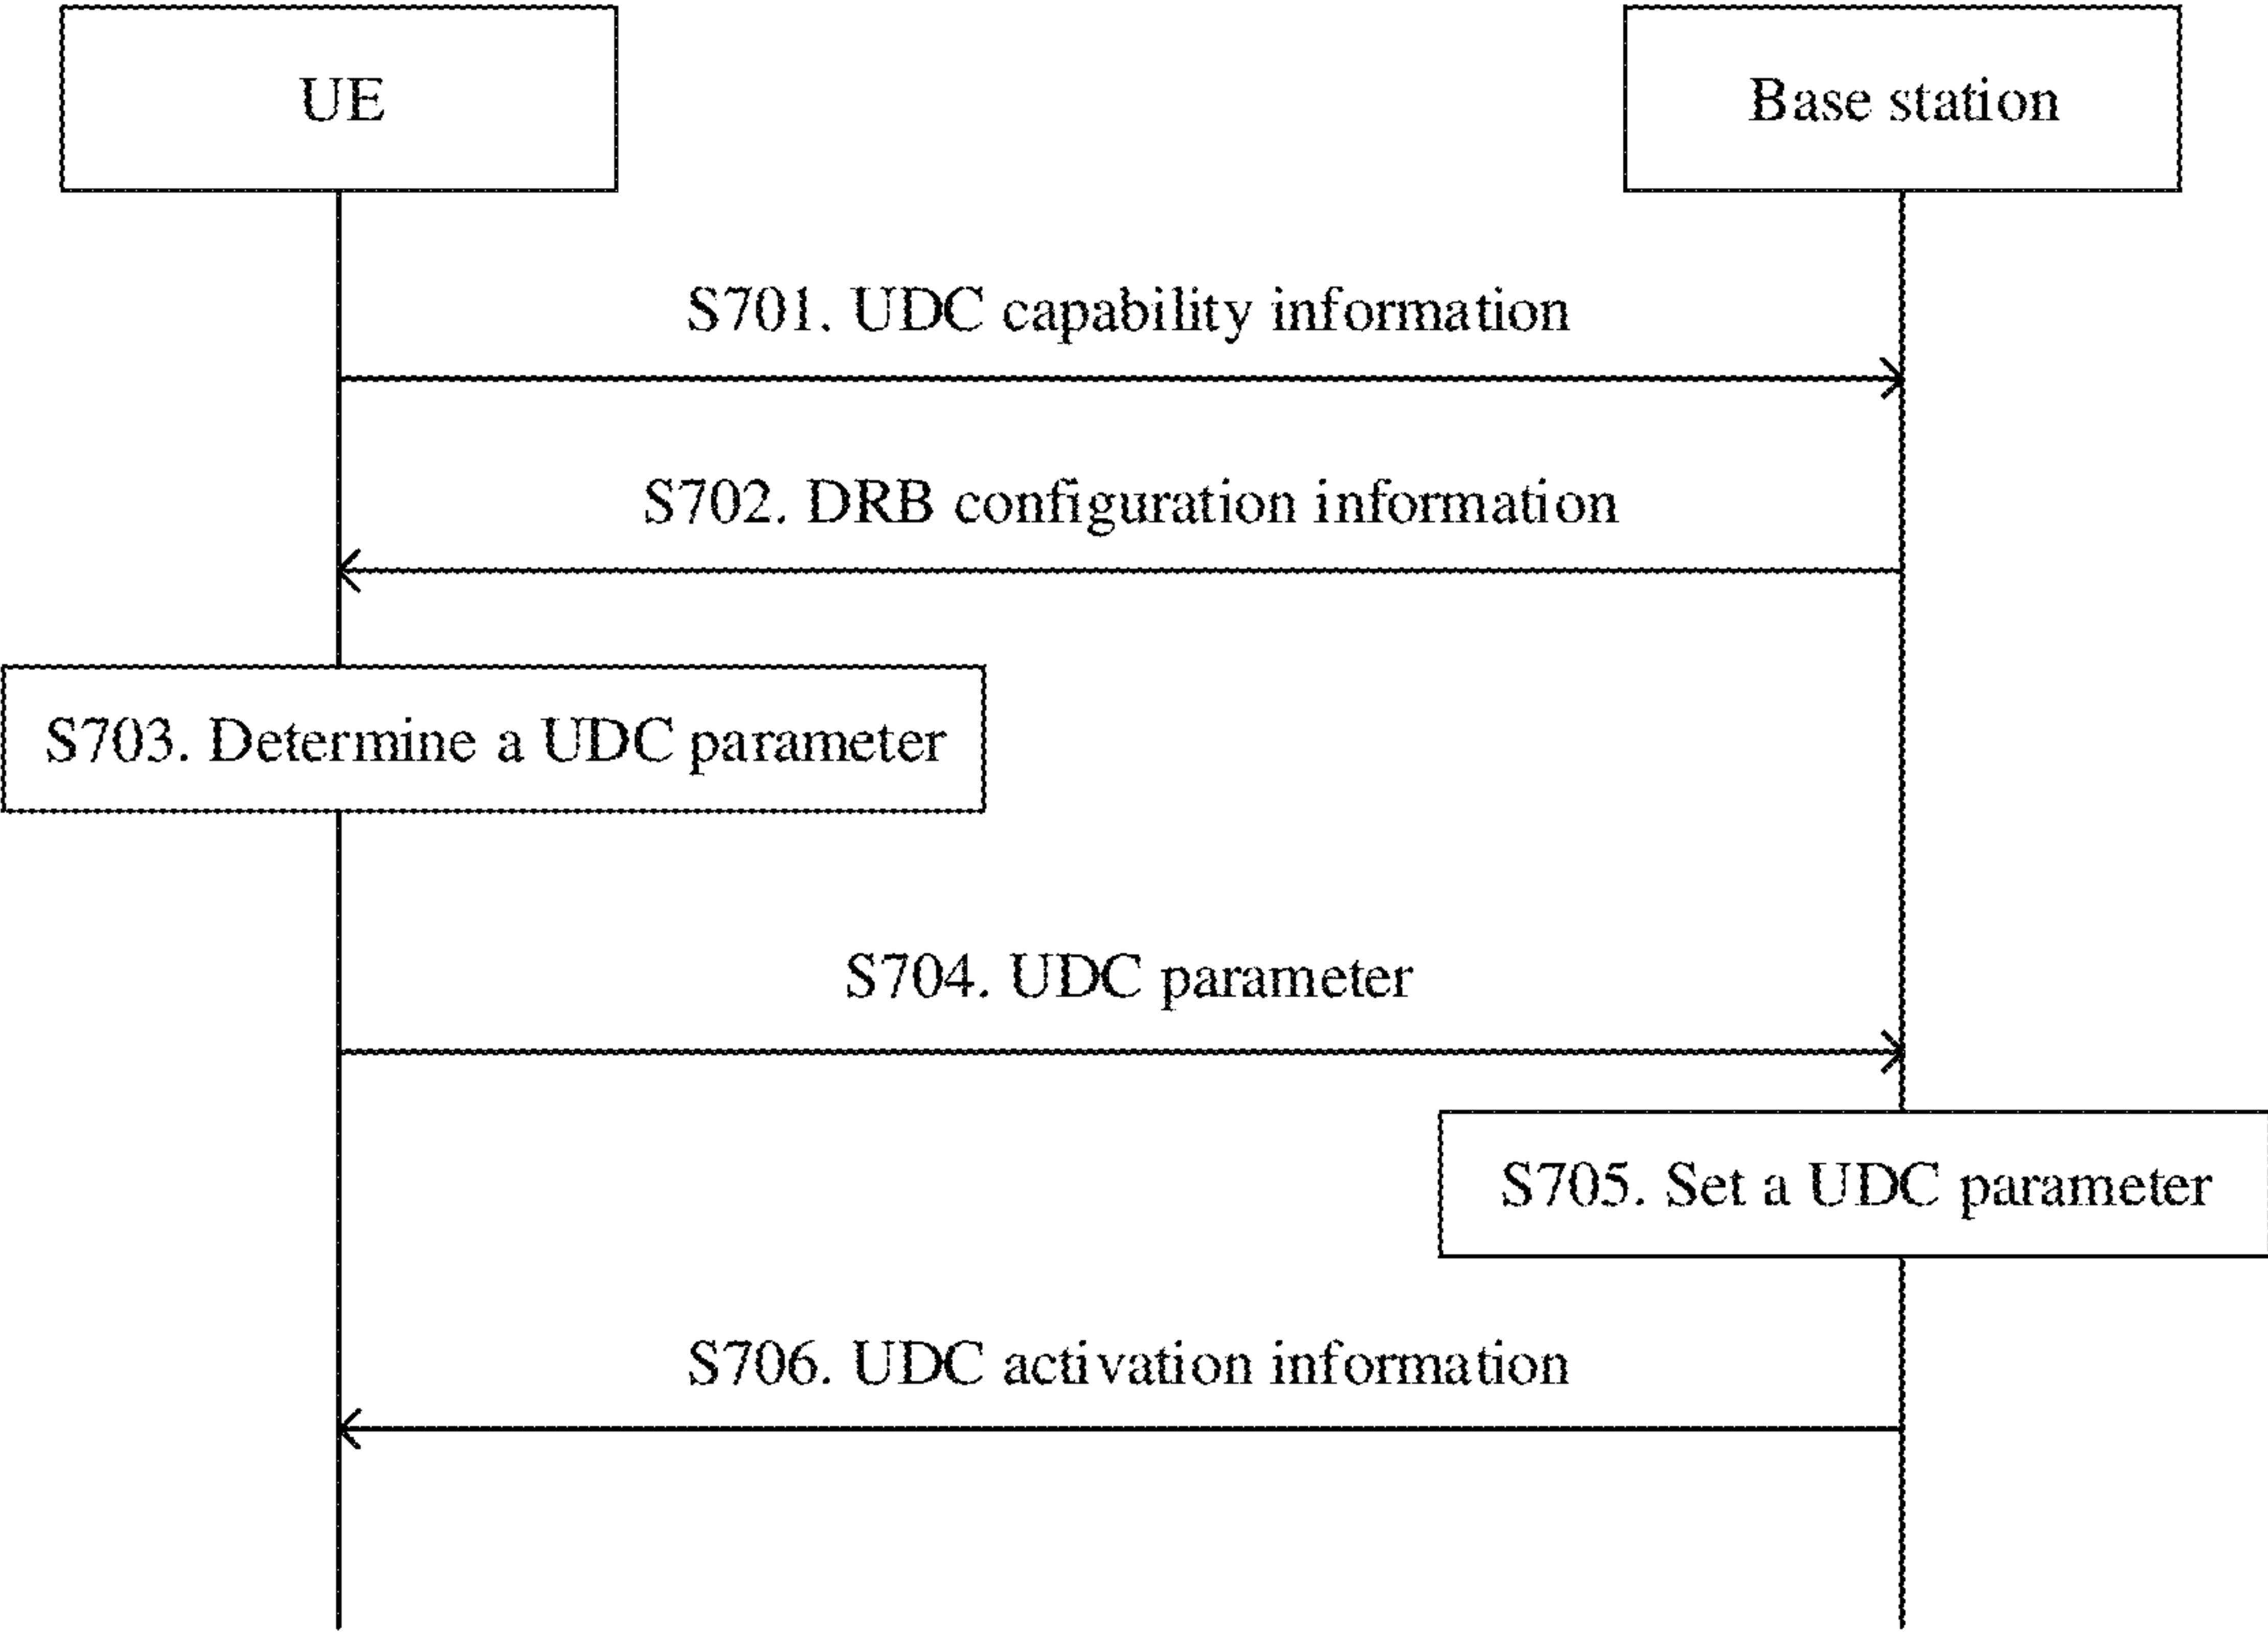 UE
Base station
S701. UDC capability information
S702. DRB configuration information
S703. Determine a UDC parameter
S704. UDC parameter
S705. Set a UDC parameter
S706. UDC activation information